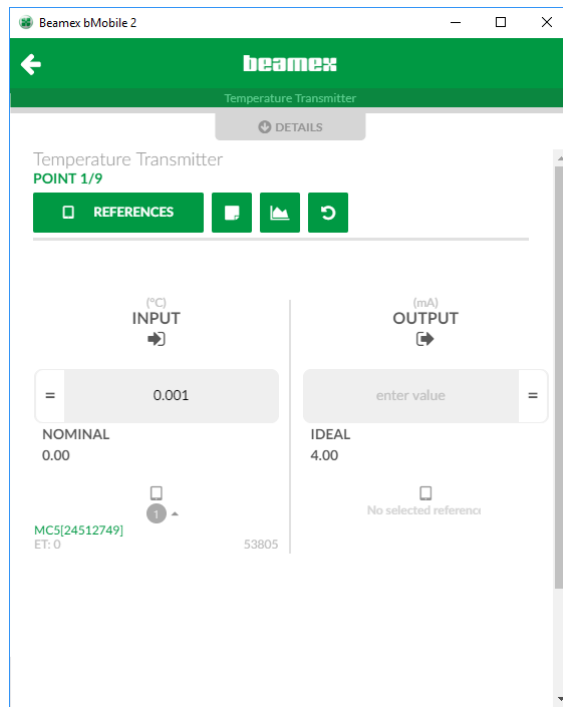 Beamex bMobile 2
beamex
Temperature Transmitter
DETAILS
Temperature Transmitter
POINT 1/9
REFERENCES
(°C)
INPUT
(mA)
OUTPUT
=
0.001
enter value
=
NOMINAL
0.00
IDEAL
4.00
1
MC5[24512749]
ET: 0
53805
No selected referenc